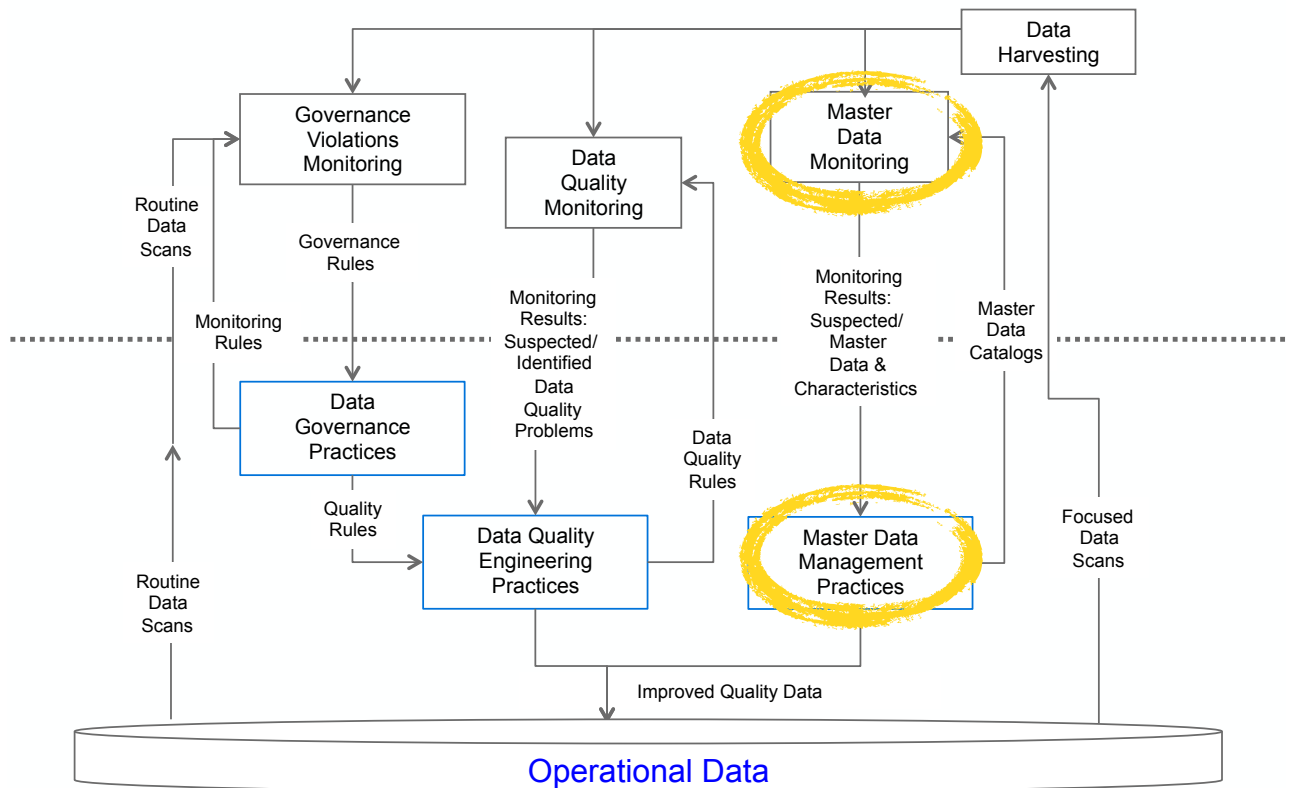 Data
Harvesting
Governance
Violations
Monitoring
Data
Quality
Monitoring
Master
Data
Monitoring
Routine
Data
Scans
Governance
Rules
Monitoring
Rules
Monitoring
Results:
Suspected/
Identified
Data
Quality
Problems
Monitoring
Results:
Suspected/
Master
Data &
Characteristics
Master
Data
Catalogs
Data
Governance
Practices
Data
Quality
Rules
Quality
Rules
Data Quality
Engineering
Practices
Master Data
Management
Practices
Focused
Data
Scans
Routine
Data
Scans
Improved Quality Data
Operational Data